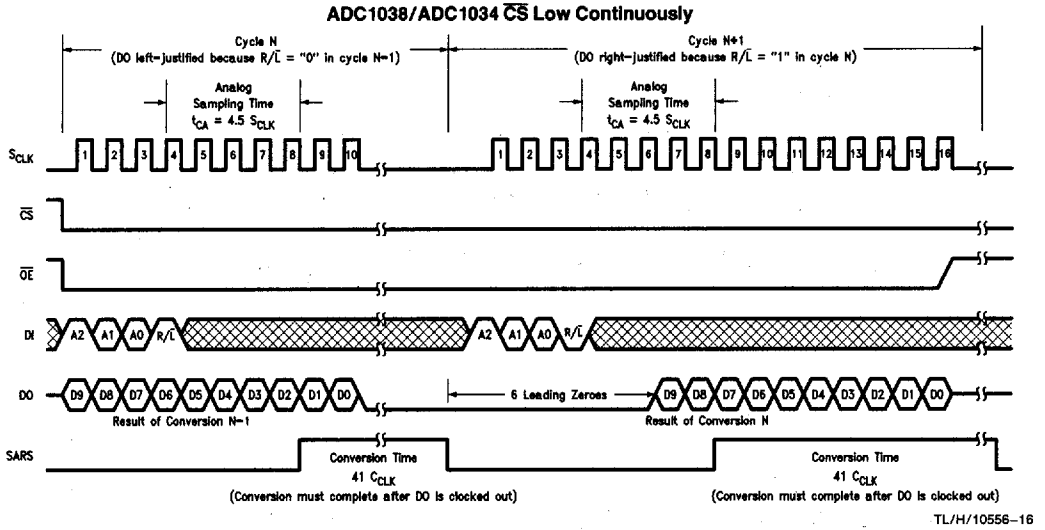 ADC1038/ADC1034 CS Low Continuously
Cycle N
(DO left-justified because R/L = "0" in cycle N-1)
Cycle N+1
(DO right-justified because R/L = "1" in cycle N)
Analog
Sampling Time
tCA = 4.5 SCLK
Analog
Sampling Time
tCA = 4.5 SCLK
SCLK 1 2 3 4 5 6 7 8 9 10 1 2 3 4 5 6 7 8 9 10 11 12 13 14 15 16
CS
OE
DI A2 A1 A0 R/L A2 A1 A0 R/L
DO D9 D8 D7 D6 D5 D4 D3 D2 D1 D0 6 Leading Zeroes D9 D8 D7 D6 D5 D4 D3 D2 D1 D0
Result of Conversion N-1
Result of Conversion N
SARS
Conversion Time
41 CCLK
(Conversion must complete after DO is clocked out)
Conversion Time
41 CCLK
(Conversion must complete after DO is clocked out)
TL/H/10556-16